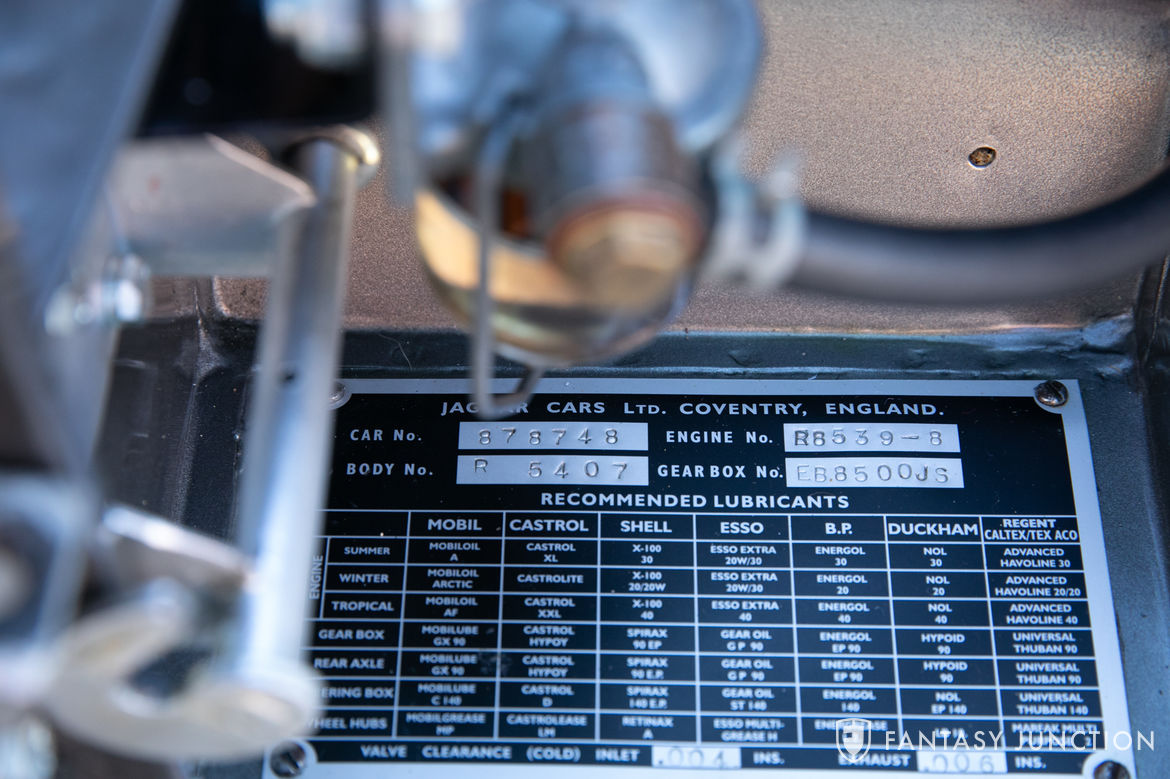 JAGUAR CARS LTD. COVENTRY, ENGLAND.
CAR No. 878748 ENGINE No. R8539-8
BODY No. R 5407 GEAR BOX No. EB.8500JS
RECOMMENDED LUBRICANTS
MOBIL CASTROL SHELL ESSO B.P. DUCKHAM REGENT CALTEX/TEX ACO
ENGINE
SUMMER MOBILOIL A CASTROL XL X-100 30 ESSO EXTRA 20W/30 ENERGOL 30 NOL 30 ADVANCED HAVOLINE 30
WINTER MOBILOIL ARCTIC CASTROLITE X-100 20/20W ESSO EXTRA 20W/30 ENERGOL 20 NOL 20 ADVANCED HAVOLINE 20/20
TROPICAL MOBILOIL AF CASTROL XXL X-100 40 ESSO EXTRA 40 ENERGOL 40 NOL 40 ADVANCED HAVOLINE 40
GEAR BOX MOBILUBE GX 90 CASTROL HYPOY SPIRAX 90 EP GEAR OIL GP 90 ENERGOL EP 90 HYPOID 90 UNIVERSAL THUBAN 90
REAR AXLE MOBILUBE GX 90 CASTROL HYPOY SPIRAX 90 E.P. GEAR OIL GP 90 ENERGOL EP 90 HYPOID 90 UNIVERSAL THUBAN 90
ERING BOX MOBILUBE C 140 CASTROL D SPIRAX 140 E.P. GEAR OIL ST 140 ENERGOL 140 NOL EP 140 UNIVERSAL THUBAN 140
WHEEL HUBS MOBILGREASE MP CASTROLEASE LM RETINAX A ESSO MULTI-GREASE H MARFAK MULTI
VALVE CLEARANCE (COLD) INLET .004 INS. EXHAUST .006 INS.
FANTASY JUNCTION